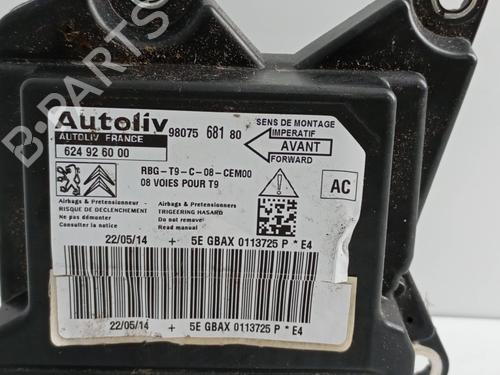 B-PARTS
Autoliv
AUTOLIV FRANCE
624 92 60 00
98075 681 80
SENS DE MONTAGE
IMPERATIF
AVANT
FORWARD
RBG-T9-C-08-CEM00
08 VOIES POUR T9
AC
Airbags & Pretensionneur
RISQUE DE DECLENCHEMENT
Ne pas démonter
Consulter la notice
Airbags & Pretensioners
TRIGEERING HASARD
Do not remove
Read manual
22/05/14 + 5E GBAX 0113725 P * E4
22/05/14 + 5E GBAX 0113725 P * E4